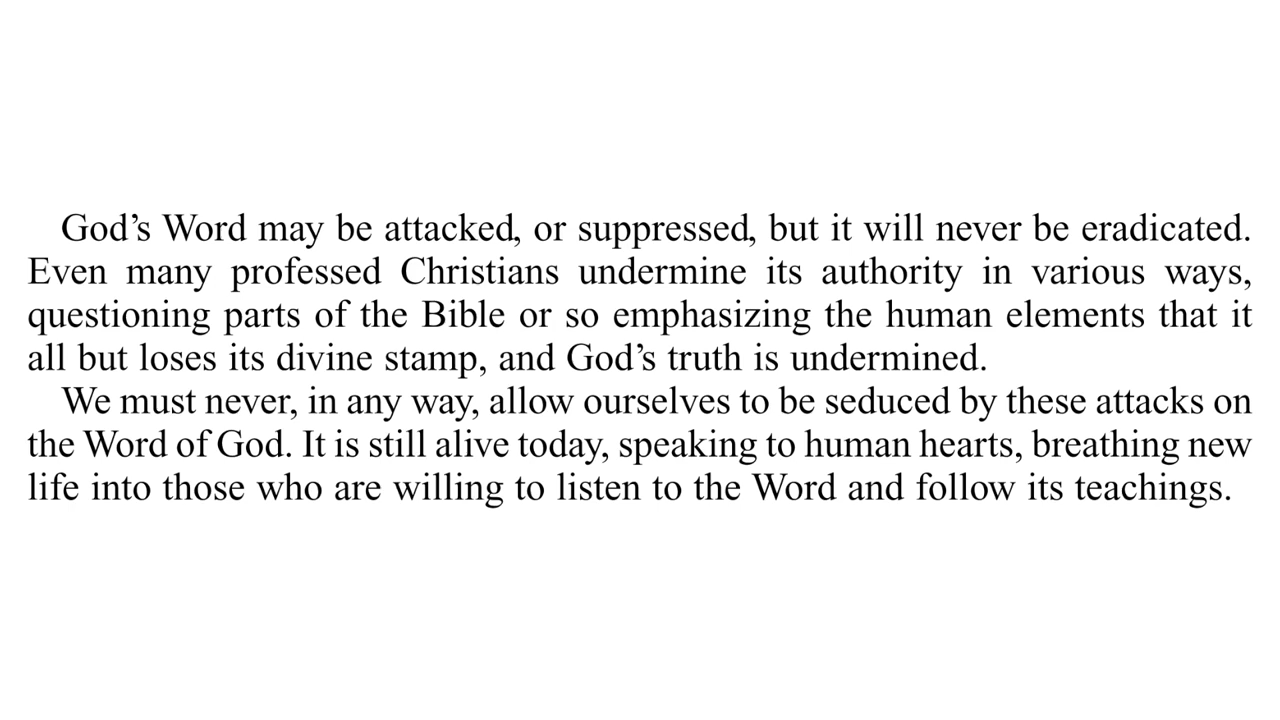 God’s Word may be attacked, or suppressed, but it will never be eradicated.
Even many professed Christians undermine its authority in various ways,
questioning parts of the Bible or so emphasizing the human elements that it
all but loses its divine stamp, and God’s truth is undermined.
We must never, in any way, allow ourselves to be seduced by these attacks on
the Word of God. It is still alive today, speaking to human hearts, breathing new
life into those who are willing to listen to the Word and follow its teachings.